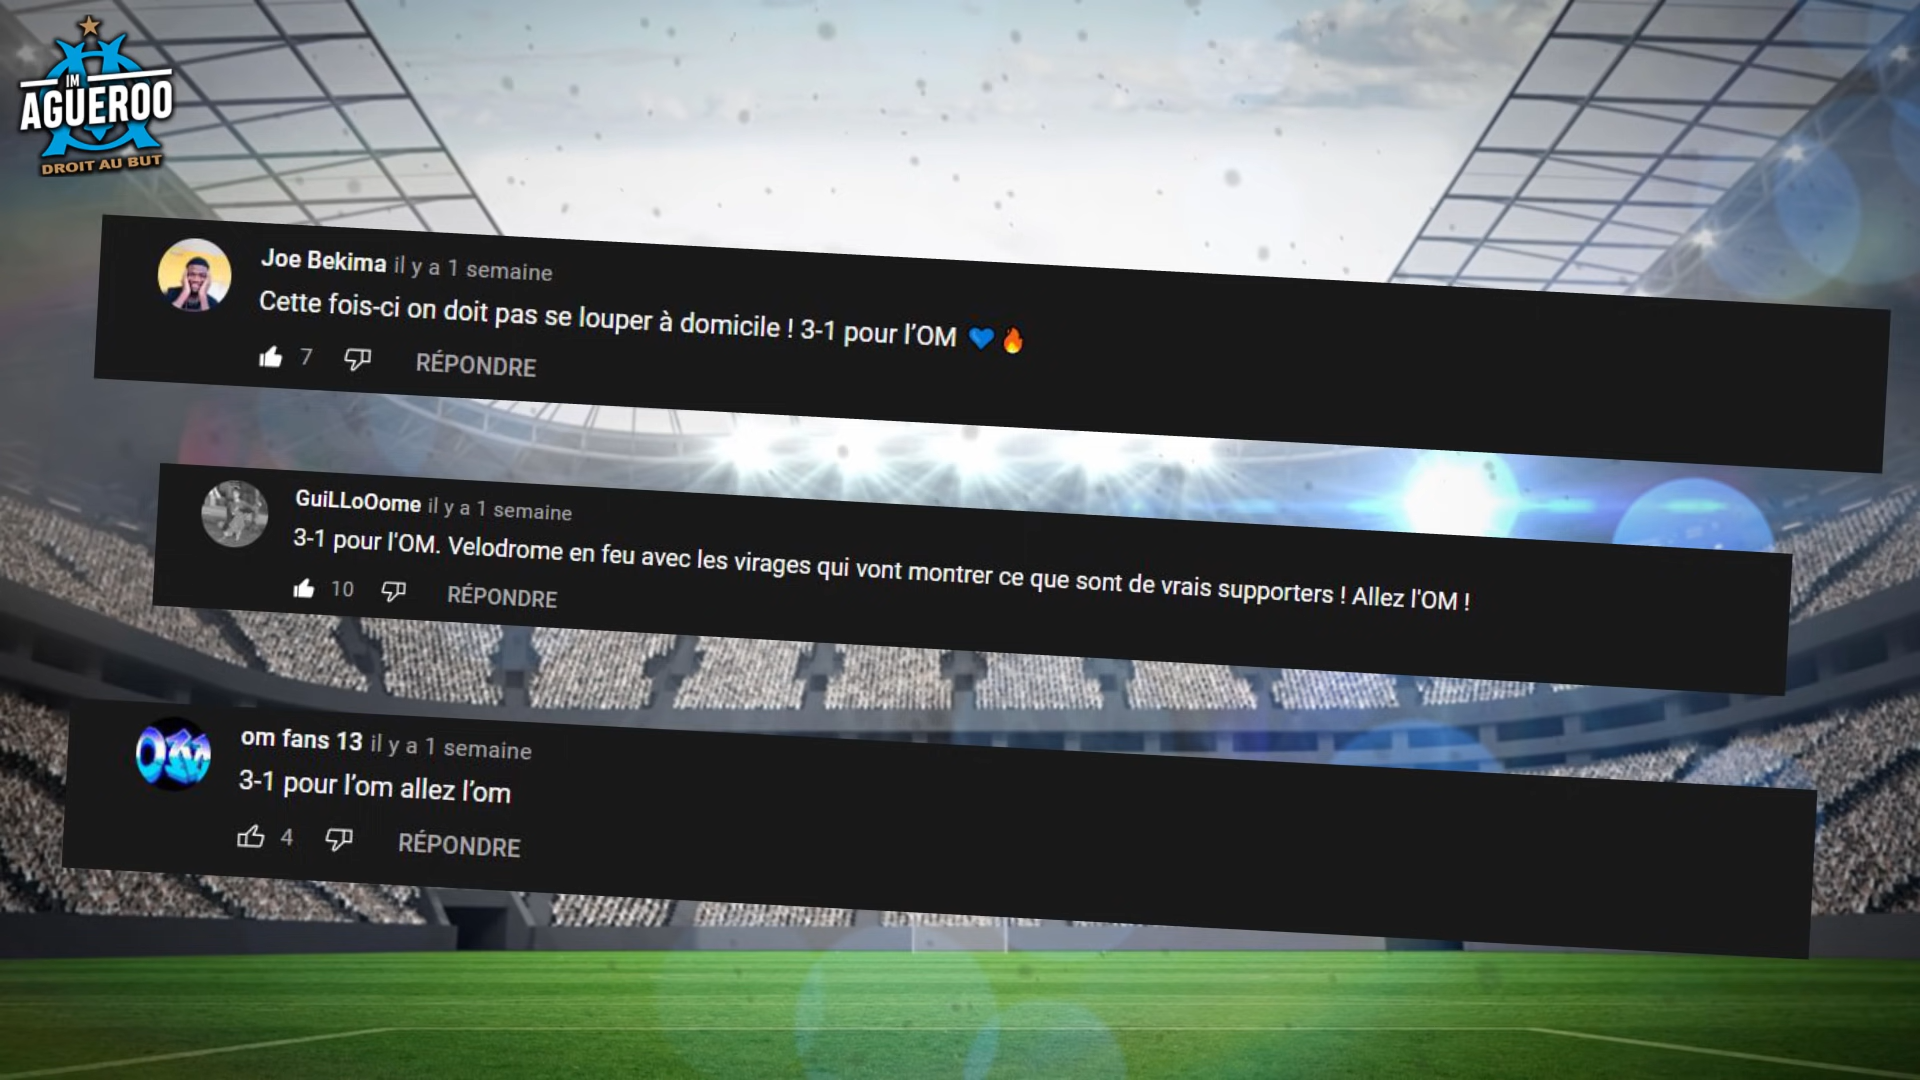 IM
AGUEROO
DROIT AU BUT
Joe Bekima il y a 1 semaine
Cette fois-ci on doit pas se louper à domicile ! 3-1 pour l’OM 💙🔥
7 RÉPONDRE
GuiLLoOome il y a 1 semaine
3-1 pour l'OM. Velodrome en feu avec les virages qui vont montrer ce que sont de vrais supporters ! Allez l'OM !
10 RÉPONDRE
OM
om fans 13 il y a 1 semaine
3-1 pour l’om allez l’om
4 RÉPONDRE